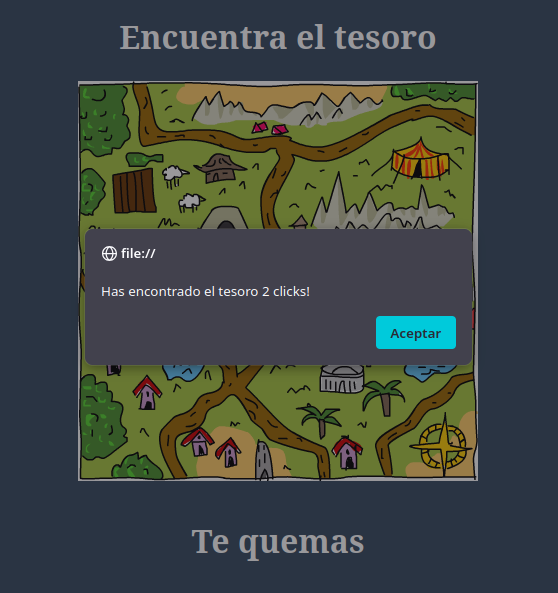 Encuentra el tesoro
file://
Has encontrado el tesoro 2 clicks!
Aceptar
Te quemas